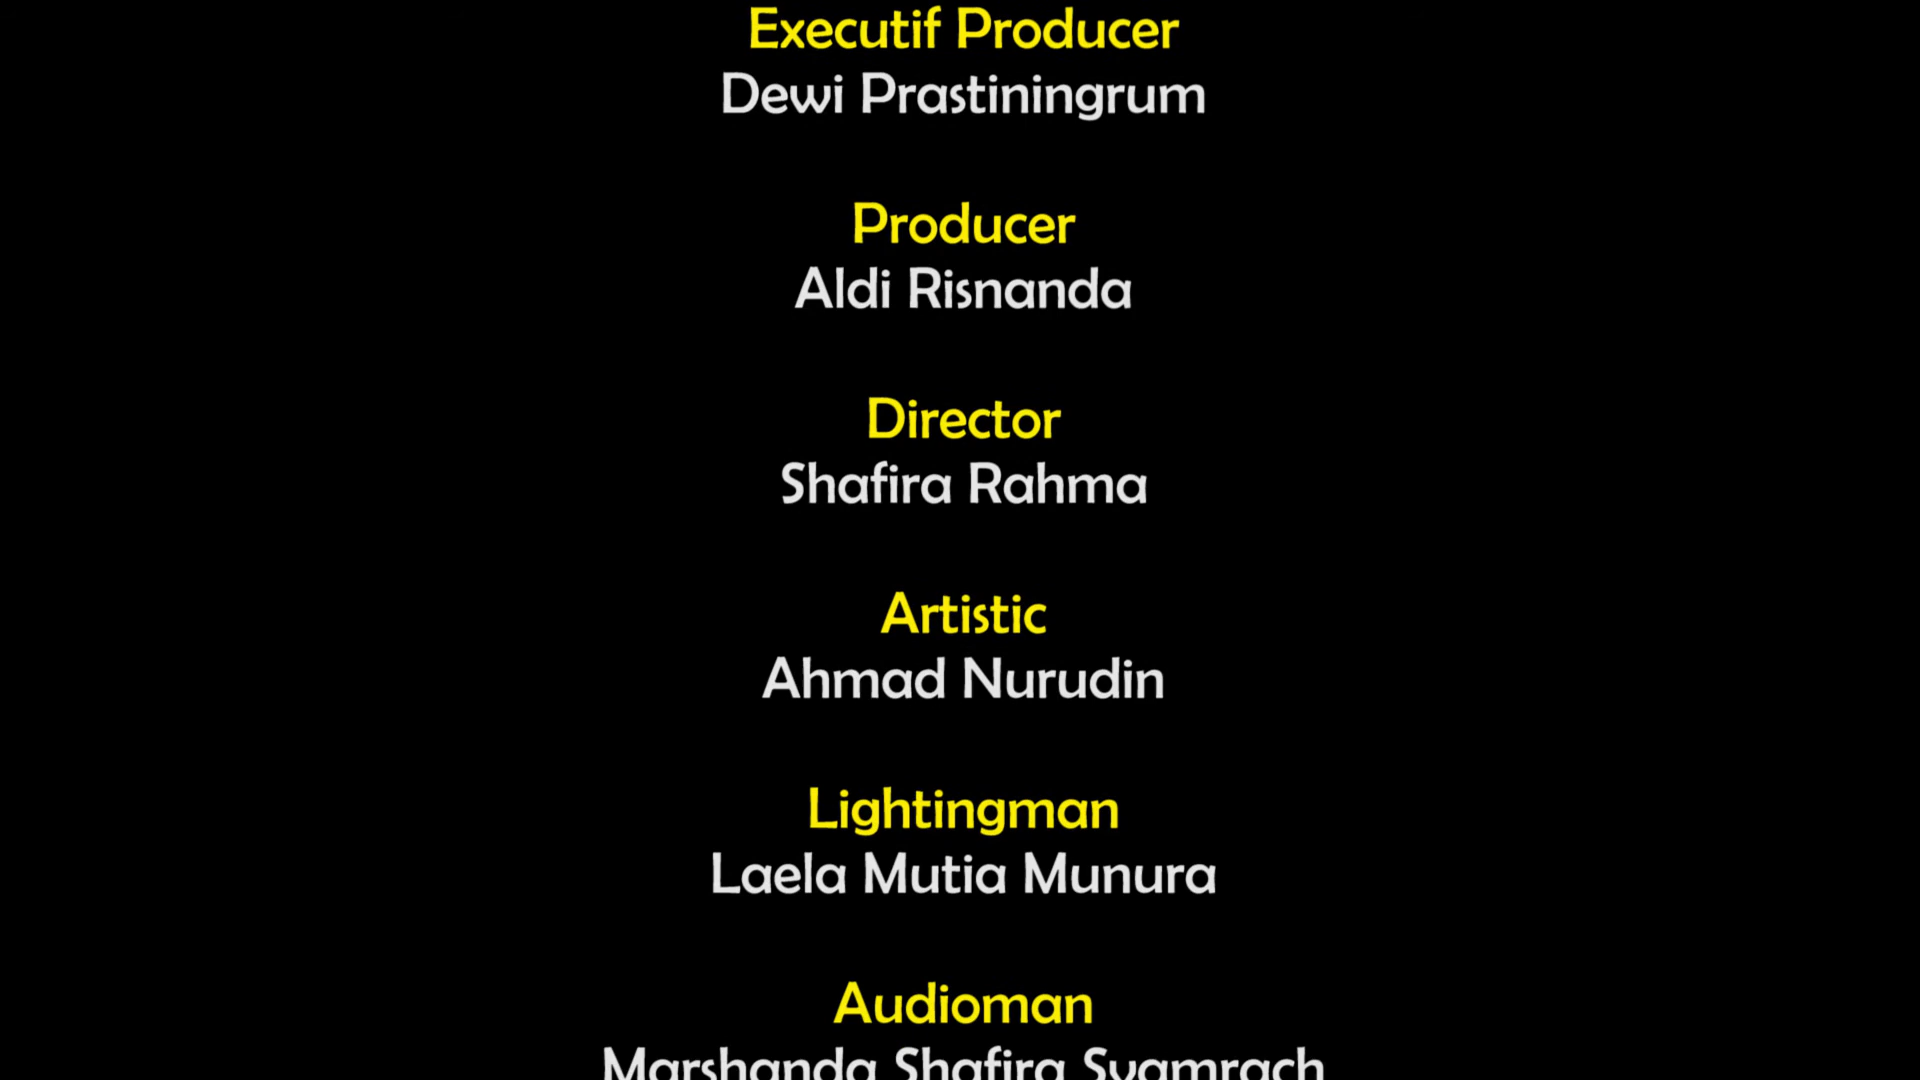 Executif Producer
Dewi Prastiningrum
Producer
Aldi Risnanda
Director
Shafira Rahma
Artistic
Ahmad Nurudin
Lightingman
Laela Mutia Munura
Audioman
Marshanda Shafira Syamrach